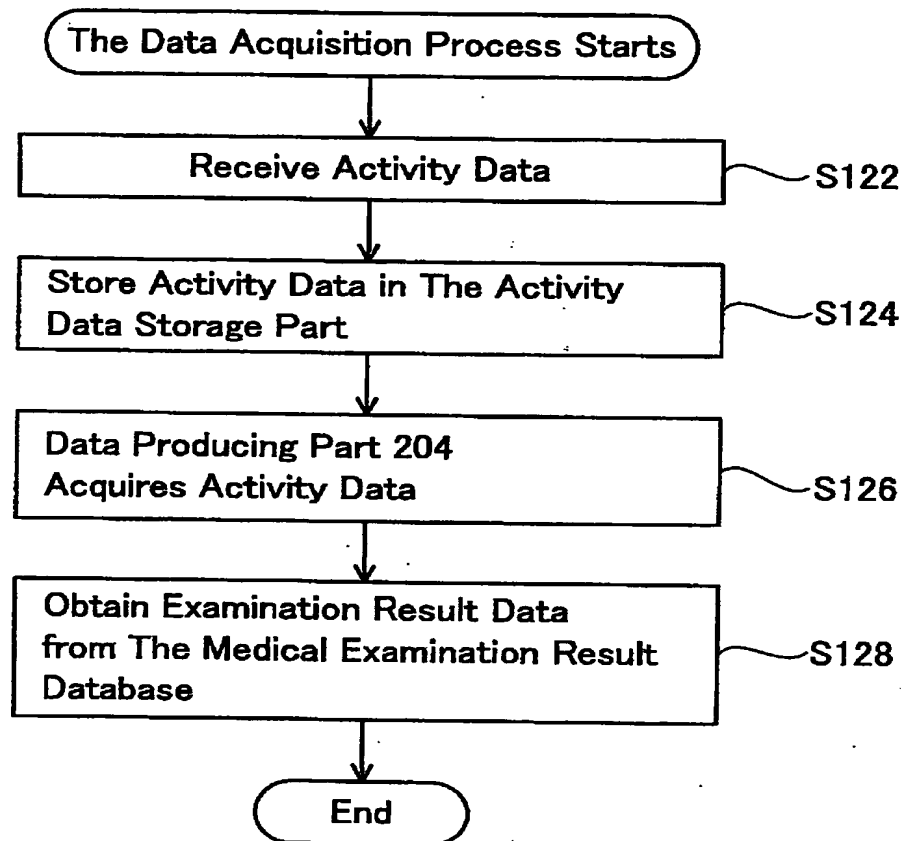 The Data Acquisition Process Starts
Receive Activity Data
S122
Store Activity Data in The Activity
Data Storage Part
S124
Data Producing Part 204
Acquires Activity Data
S126
Obtain Examination Result Data
from The Medical Examination Result
Database
S128
End